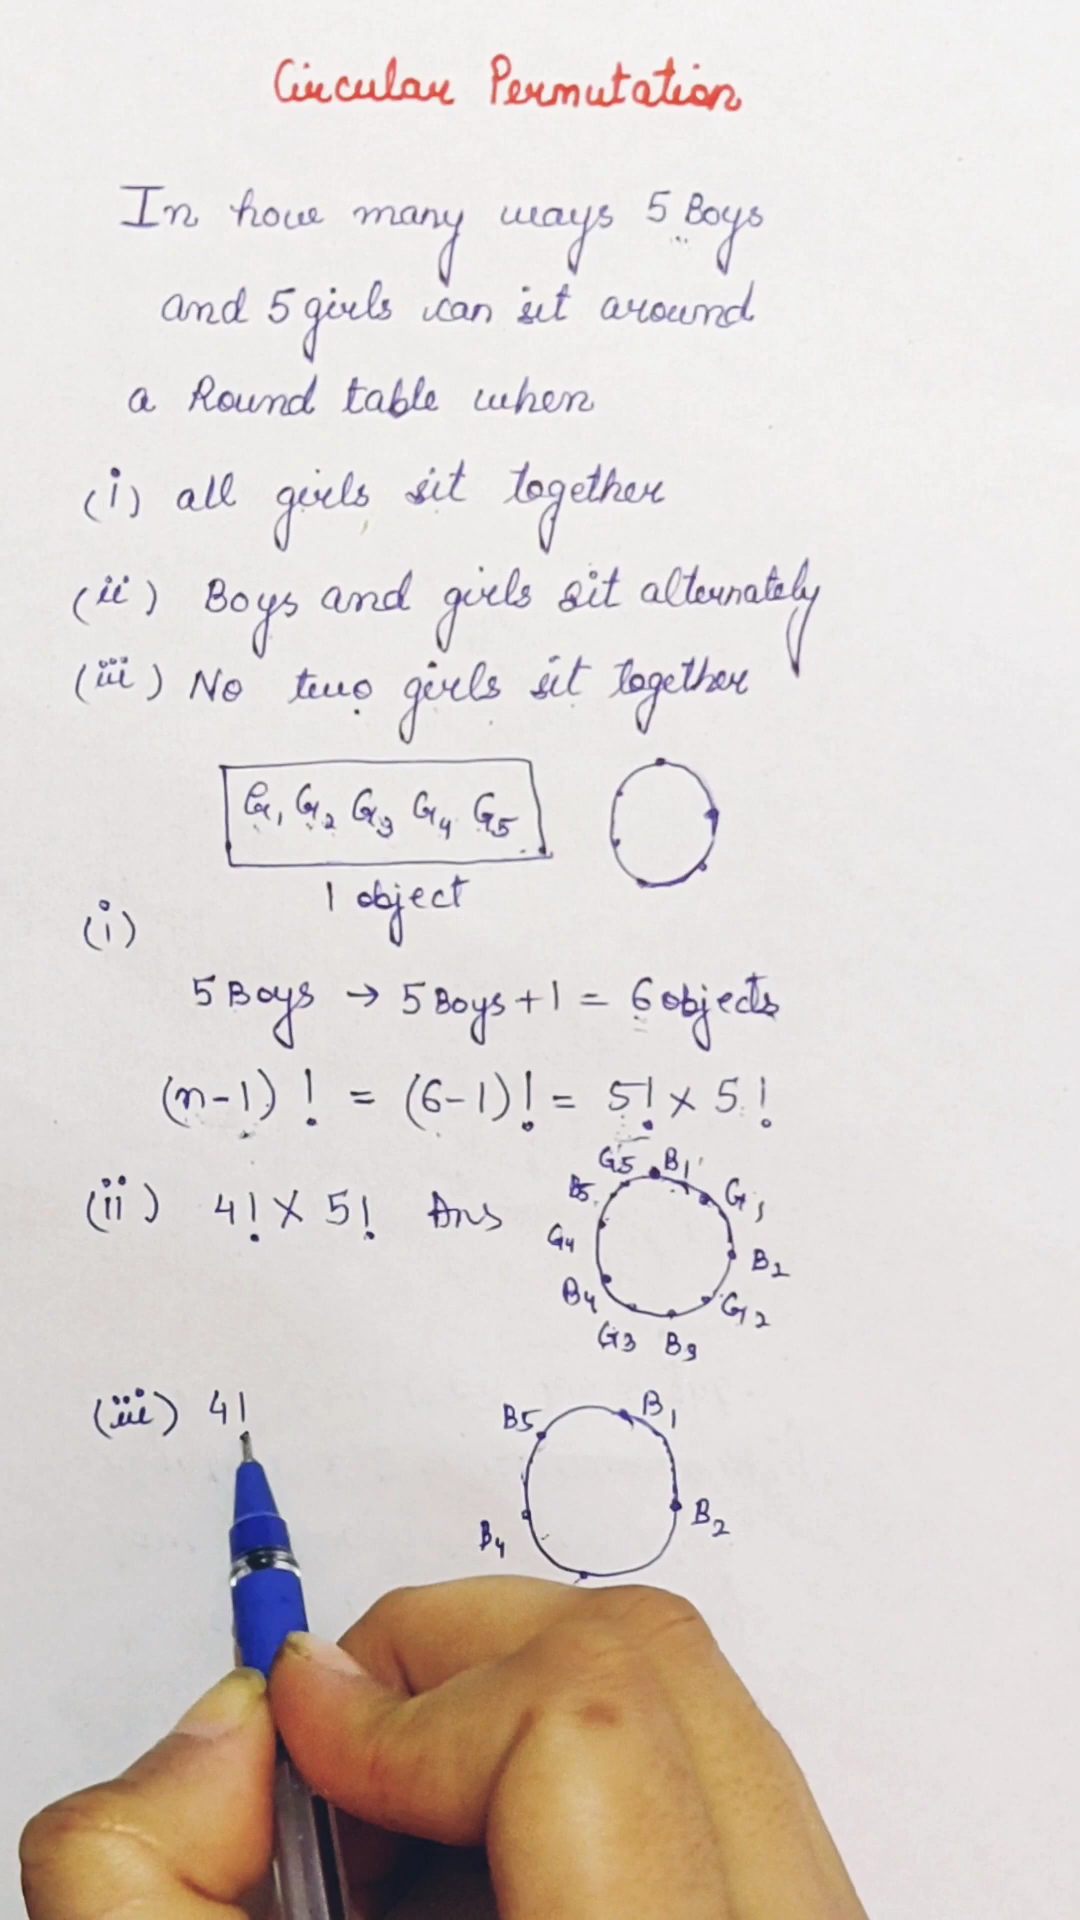 Circular Permutation
In how many ways 5 Boys
and 5 girls can sit around
a Round table when
(i) all girls sit together
(ii) Boys and girls sit alternately
(iii) No two girls sit together
G1 G2 G3 G4 G5
1 object
(i)
5 Boys → 5 Boys + 1 = 6 objects
(n-1)! = (6-1)! = 5! × 5!
G5 B1
B5 G1
(ii) 4! × 5! Ans
G4 B2
B4 G2
G3 B3
(iii) 4!
B5 B1
B4 B2